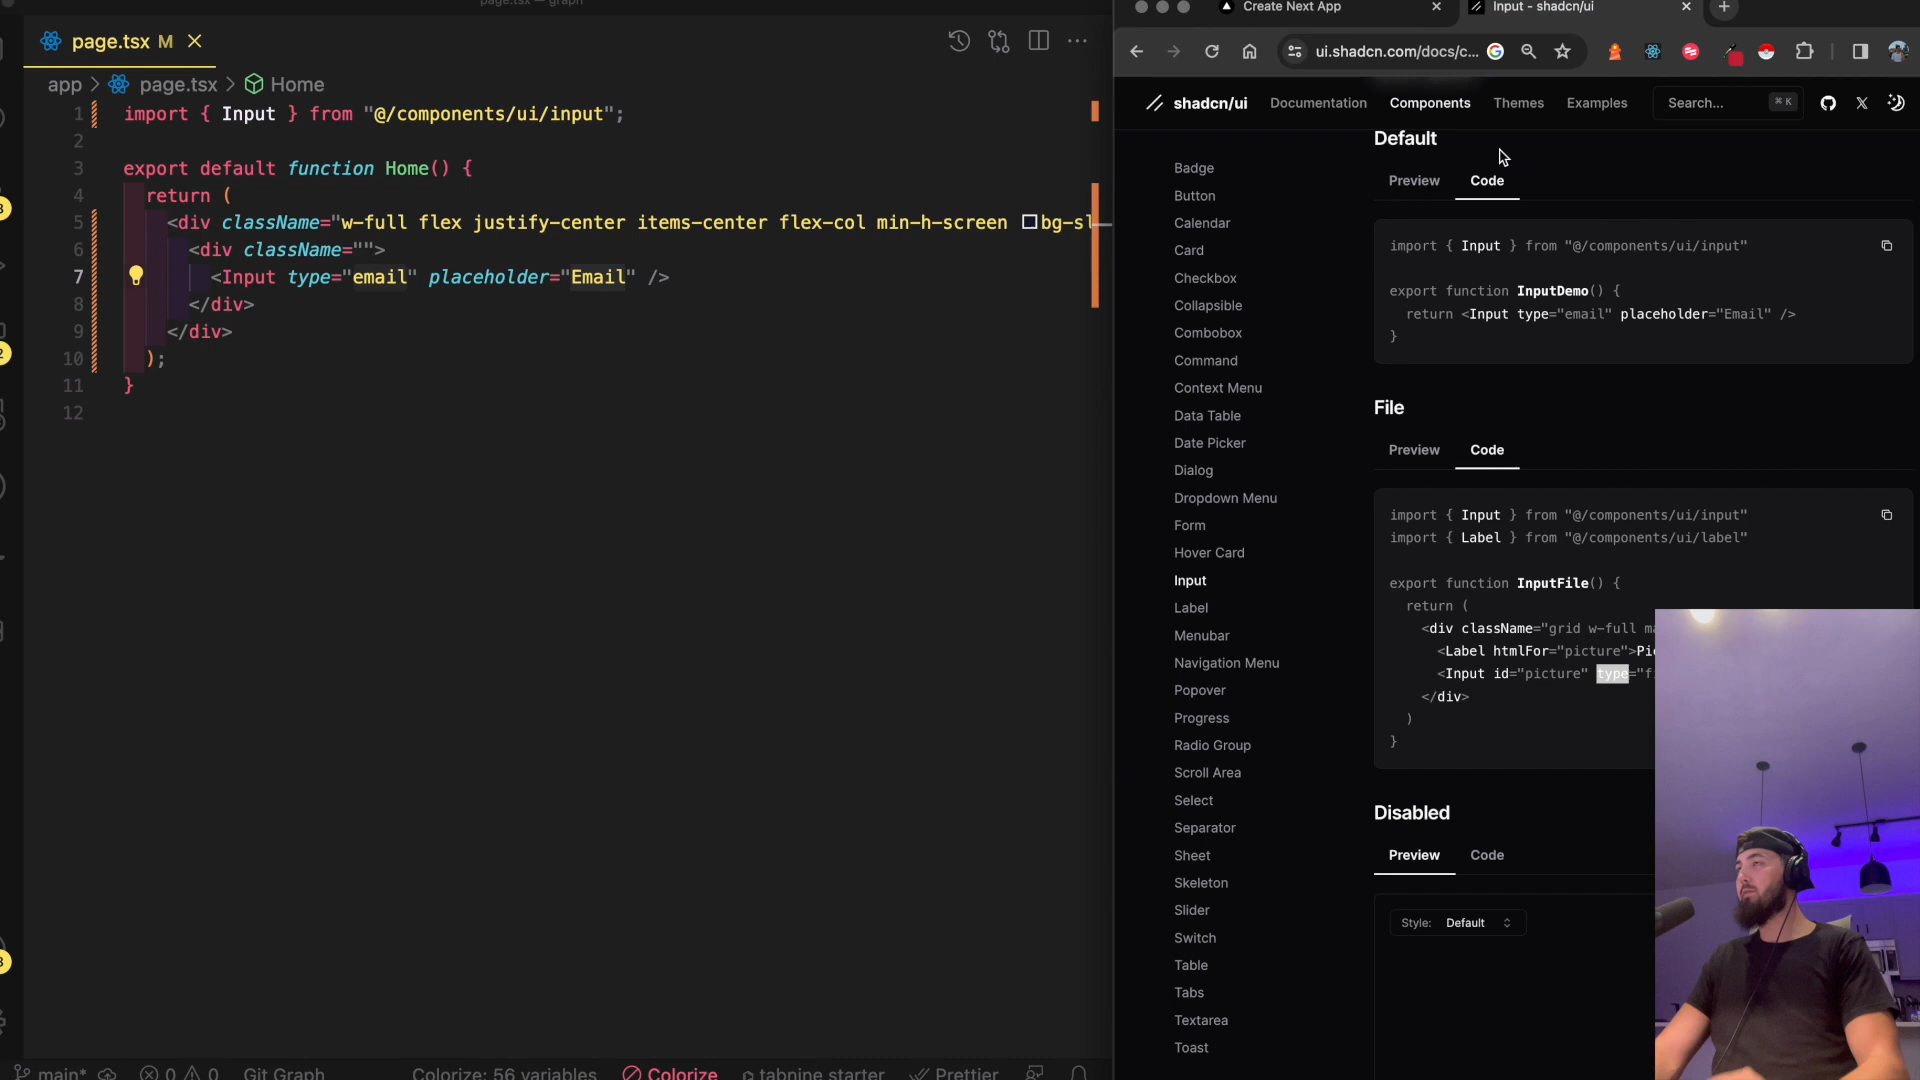 page.tsx — graph
page.tsx M
app > page.tsx > Home
1 import { Input } from "@/components/ui/input";
2
3 export default function Home() {
4 return (
5 <div className="w-full flex justify-center items-center flex-col min-h-screen bg-sl
6 <div className="">
7 <Input type="email" placeholder="Email" />
8 </div>
9 </div>
10 );
11 }
12
main* 0 0 Git Graph Colorize: 56 variables Colorize tabnine starter Prettier
Create Next App
Input - shadcn/ui
ui.shadcn.com/docs/c...
shadcn/ui Documentation Components Themes Examples Search... ⌘ K
Badge
Button
Calendar
Card
Checkbox
Collapsible
Combobox
Command
Context Menu
Data Table
Date Picker
Dialog
Dropdown Menu
Form
Hover Card
Input
Label
Menubar
Navigation Menu
Popover
Progress
Radio Group
Scroll Area
Select
Separator
Sheet
Skeleton
Slider
Switch
Table
Tabs
Textarea
Toast
Default
Preview Code
import { Input } from "@/components/ui/input"
export function InputDemo() {
return <Input type="email" placeholder="Email" />
}
File
Preview Code
import { Input } from "@/components/ui/input"
import { Label } from "@/components/ui/label"
export function InputFile() {
return (
<div className="grid w-full ma
<Label htmlFor="picture">Pi
<Input id="picture" type="f
</div>
)
}
Disabled
Preview Code
Style: Default